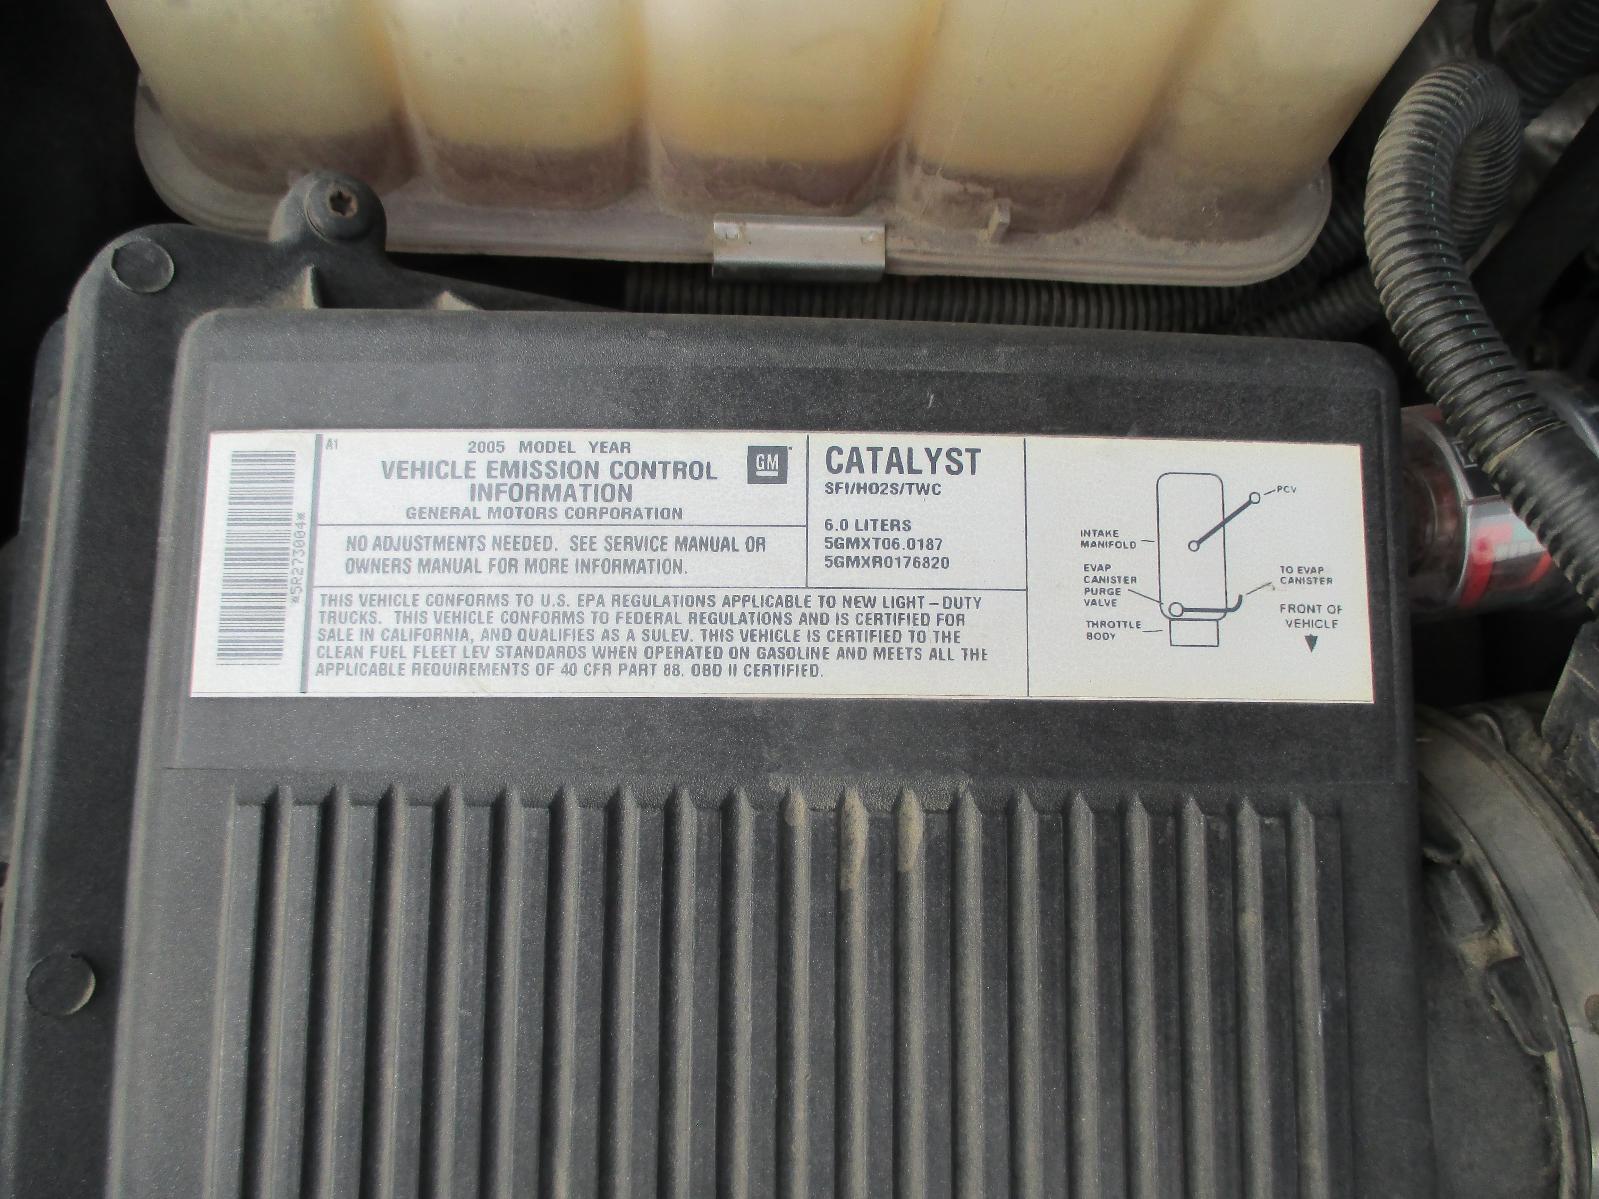 A1
2005 MODEL YEAR
VEHICLE EMISSION CONTROL
INFORMATION
GENERAL MOTORS CORPORATION
GM
NO ADJUSTMENTS NEEDED. SEE SERVICE MANUAL OR
OWNERS MANUAL FOR MORE INFORMATION.
CATALYST
SFI/HO2S/TWC
6.0 LITERS
5GMXT06.0187
5GMXR0176820
THIS VEHICLE CONFORMS TO U.S. EPA REGULATIONS APPLICABLE TO NEW LIGHT-DUTY
TRUCKS. THIS VEHICLE CONFORMS TO FEDERAL REGULATIONS AND IS CERTIFIED FOR
SALE IN CALIFORNIA, AND QUALIFIES AS A SULEV. THIS VEHICLE IS CERTIFIED TO THE
CLEAN FUEL FLEET LEV STANDARDS WHEN OPERATED ON GASOLINE AND MEETS ALL THE
APPLICABLE REQUIREMENTS OF 40 CFR PART 88. OBD II CERTIFIED.
*5R273004*
PCV
INTAKE
MANIFOLD
EVAP
CANISTER
PURGE
VALVE
THROTTLE
BODY
TO EVAP
CANISTER
FRONT OF
VEHICLE